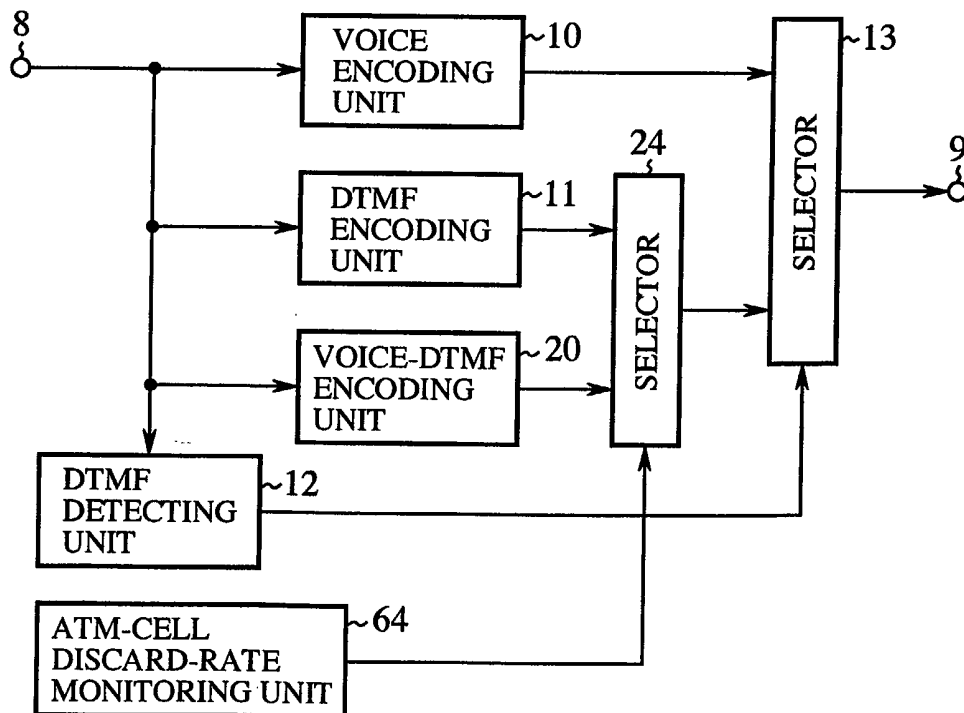 8
VOICE
ENCODING
UNIT
10
13
SELECTOR
24
SELECTOR
9
DTMF
ENCODING
UNIT
11
VOICE-DTMF
ENCODING
UNIT
20
DTMF
DETECTING
UNIT
12
ATM-CELL
DISCARD-RATE
MONITORING UNIT
64